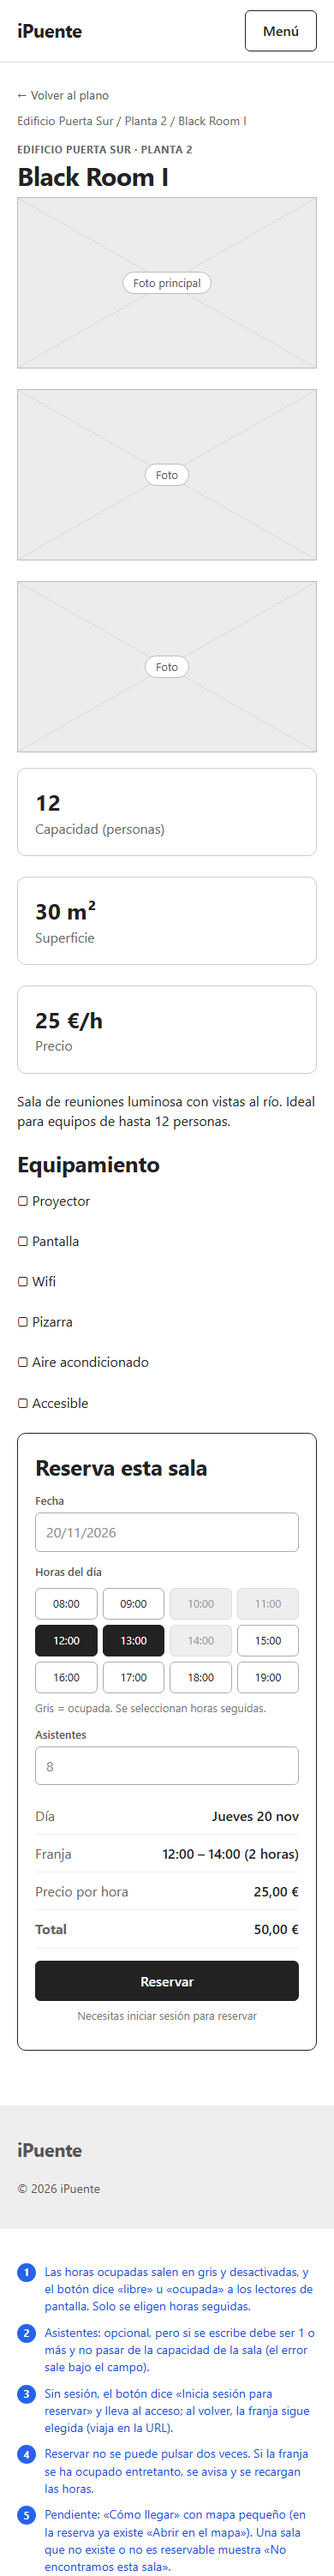 iPuente
Menú
← Volver al plano
Edificio Puerta Sur / Planta 2 / Black Room I
EDIFICIO PUERTA SUR · PLANTA 2
Black Room I
Foto principal
Foto
Foto
12
Capacidad (personas)
30 m²
Superficie
25 €/h
Precio
Sala de reuniones luminosa con vistas al río. Ideal
para equipos de hasta 12 personas.
Equipamiento
Proyector
Pantalla
Wifi
Pizarra
Aire acondicionado
Accesible
Reserva esta sala
Fecha
20/11/2026
Horas del día
08:00 09:00 10:00 11:00
12:00 13:00 14:00 15:00
16:00 17:00 18:00 19:00
Gris = ocupada. Se seleccionan horas seguidas.
Asistentes
8
Día Jueves 20 nov
Franja 12:00 – 14:00 (2 horas)
Precio por hora 25,00 €
Total 50,00 €
Reservar
Necesitas iniciar sesión para reservar
iPuente
© 2026 iPuente
1 Las horas ocupadas salen en gris y desactivadas, y
el botón dice «libre» u «ocupada» a los lectores de
pantalla. Solo se eligen horas seguidas.
2 Asistentes: opcional, pero si se escribe debe ser 1 o
más y no pasar de la capacidad de la sala (el error
sale bajo el campo).
3 Sin sesión, el botón dice «Inicia sesión para
reservar» y lleva al acceso; al volver, la franja sigue
elegida (viaja en la URL).
4 Reservar no se puede pulsar dos veces. Si la franja
se ha ocupado entretanto, se avisa y se recargan
las horas.
5 Pendiente: «Cómo llegar» con mapa pequeño (en
la reserva ya existe «Abrir en el mapa»). Una sala
que no existe o no es reservable muestra «No
encontramos esta sala».